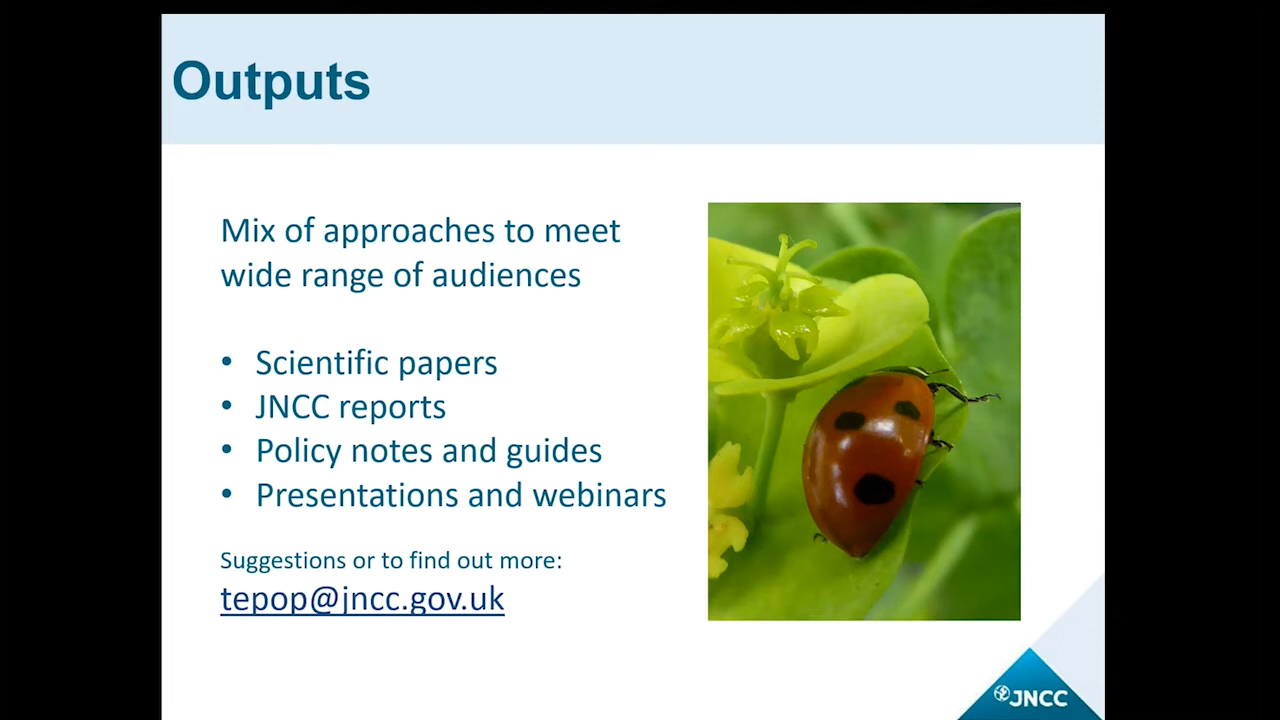 Outputs
Mix of approaches to meet
wide range of audiences
• Scientific papers
• JNCC reports
• Policy notes and guides
• Presentations and webinars
Suggestions or to find out more:
tepop@jncc.gov.uk
JNCC